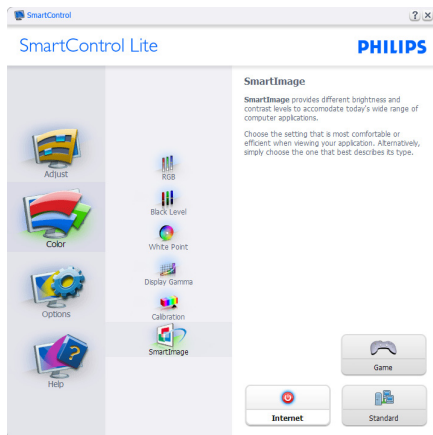 SmartControl
SmartControl Lite
PHILIPS
Adjust
Color
Options
Help
RGB
Black Level
White Point
Display Gamma
Calibration
SmartImage
SmartImage
SmartImage provides different brightness and
contrast levels to accomodate today's wide range of
computer applications.
Choose the setting that is most comfortable or
efficient when viewing your application. Alternatively,
simply choose the one that best describes its type.
Game
Internet
Standard